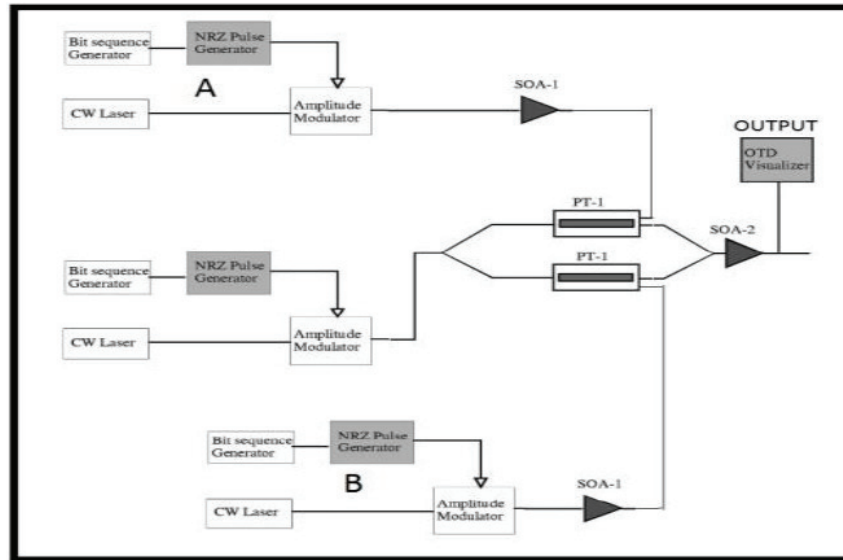 Bit sequence
Generator
NRZ Pulse
Generator
A
CW Laser
Amplitude
Modulator
SOA-1
OUTPUT
OTD
Visualizer
PT-1
SOA-2
PT-1
Bit sequence
Generator
NRZ Pulse
Generator
CW Laser
Amplitude
Modulator
Bit sequence
Generator
NRZ Pulse
Generator
B
CW Laser
Amplitude
Modulator
SOA-1